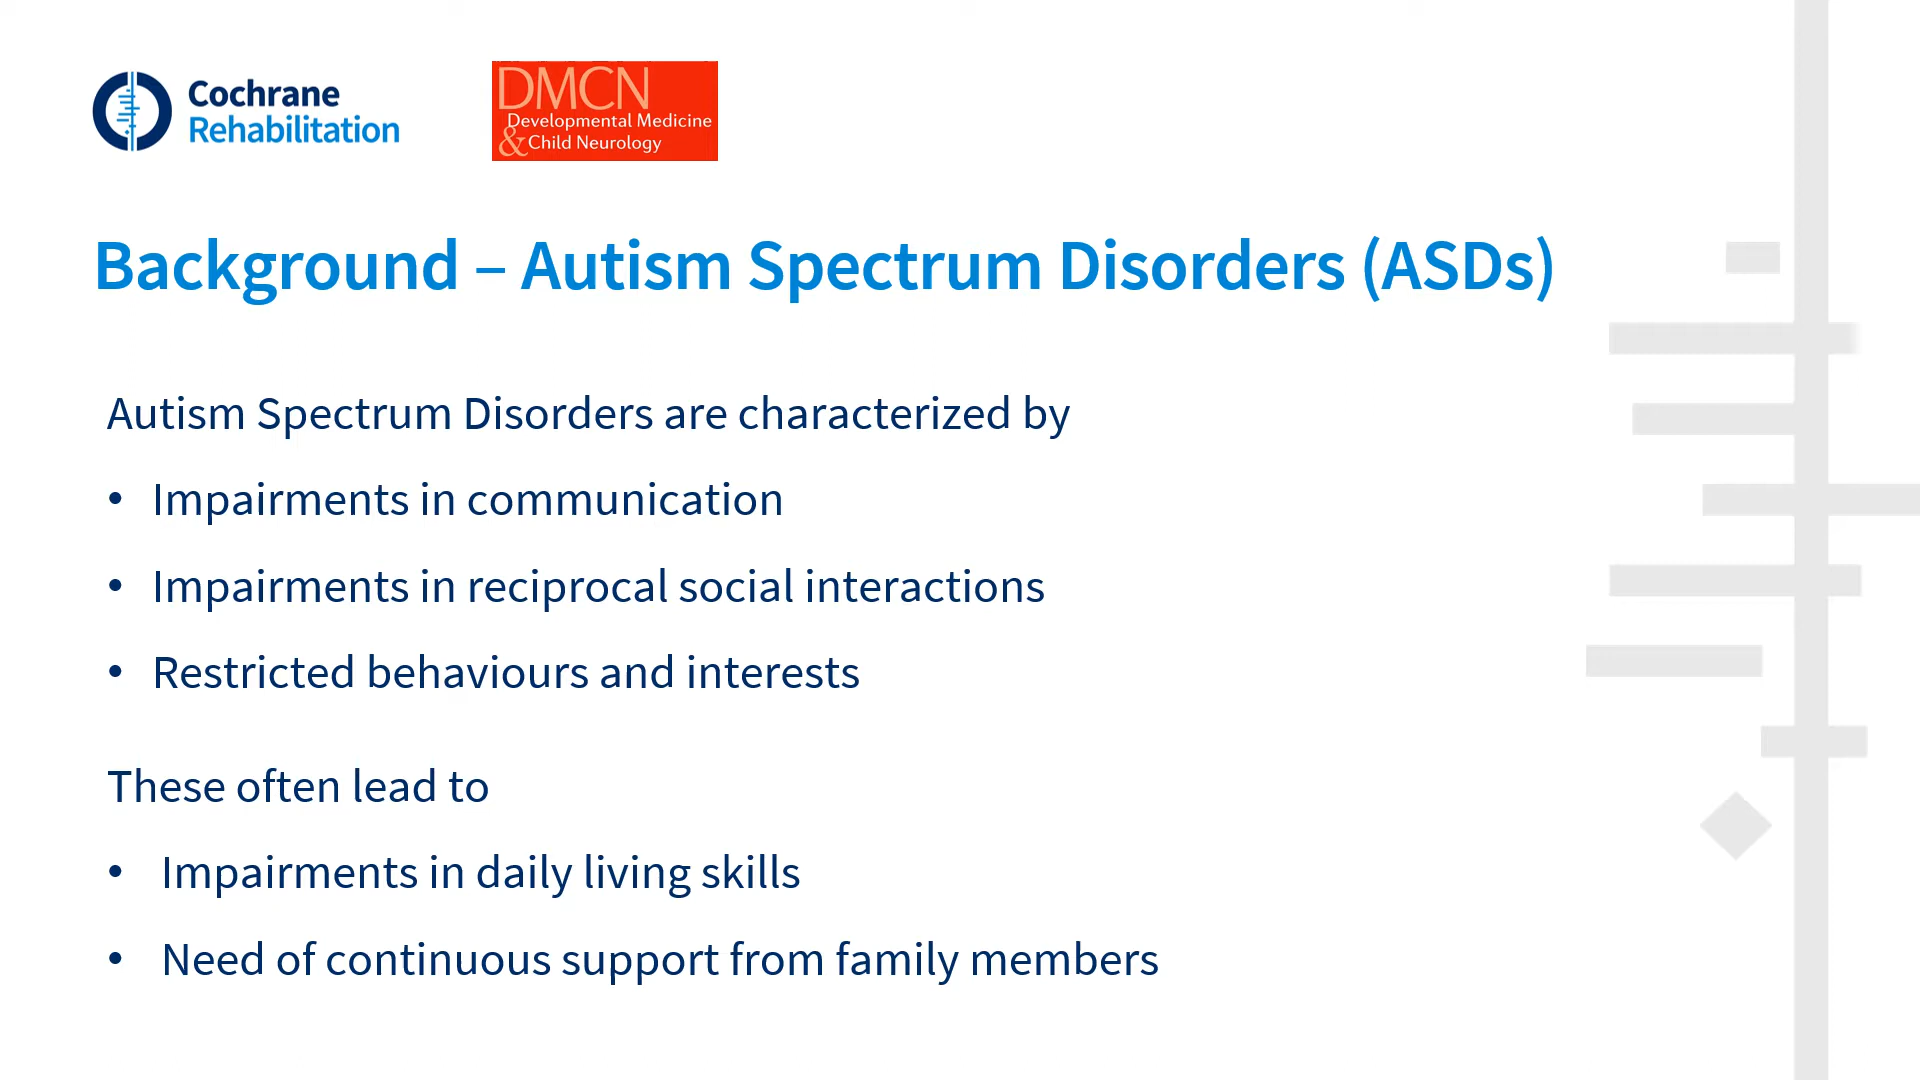 Cochrane
Rehabilitation
DMCN
Developmental Medicine
& Child Neurology
Background – Autism Spectrum Disorders (ASDs)
Autism Spectrum Disorders are characterized by
• Impairments in communication
• Impairments in reciprocal social interactions
• Restricted behaviours and interests
These often lead to
• Impairments in daily living skills
• Need of continuous support from family members